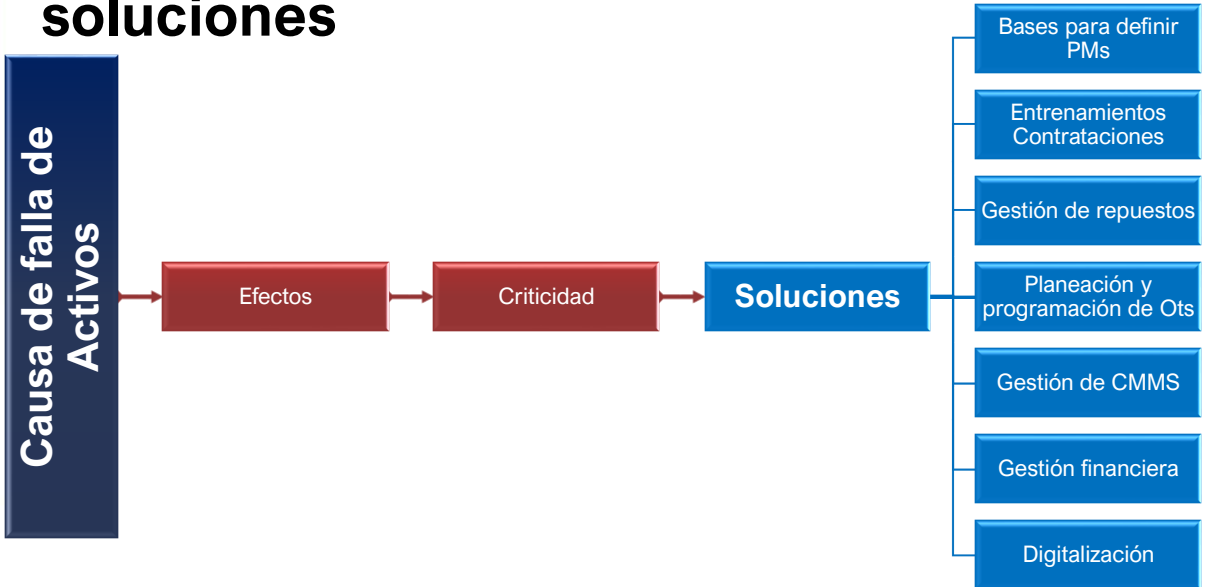 soluciones
Causa de falla de
Activos
Efectos
Criticidad
Soluciones
Bases para definir
PMs
Entrenamientos
Contrataciones
Gestión de repuestos
Planeación y
programación de Ots
Gestión de CMMS
Gestión financiera
Digitalización